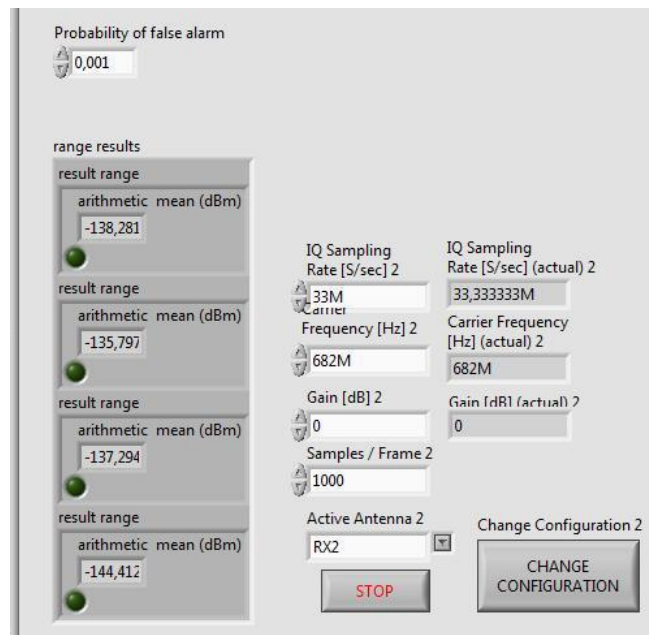 Probability of false alarm
0,001
range results
result range
arithmetic mean (dBm)
-138,281
result range
arithmetic mean (dBm)
-135,797
result range
arithmetic mean (dBm)
-137,294
result range
arithmetic mean (dBm)
-144,412
IQ Sampling
Rate [S/sec] 2
33M
Carrier
Frequency [Hz] 2
682M
Gain [dB] 2
0
Samples / Frame 2
1000
Active Antenna 2
RX2
STOP
IQ Sampling
Rate [S/sec] (actual) 2
33,333333M
Carrier Frequency
[Hz] (actual) 2
682M
Gain [dB] (actual) 2
0
Change Configuration 2
CHANGE
CONFIGURATION